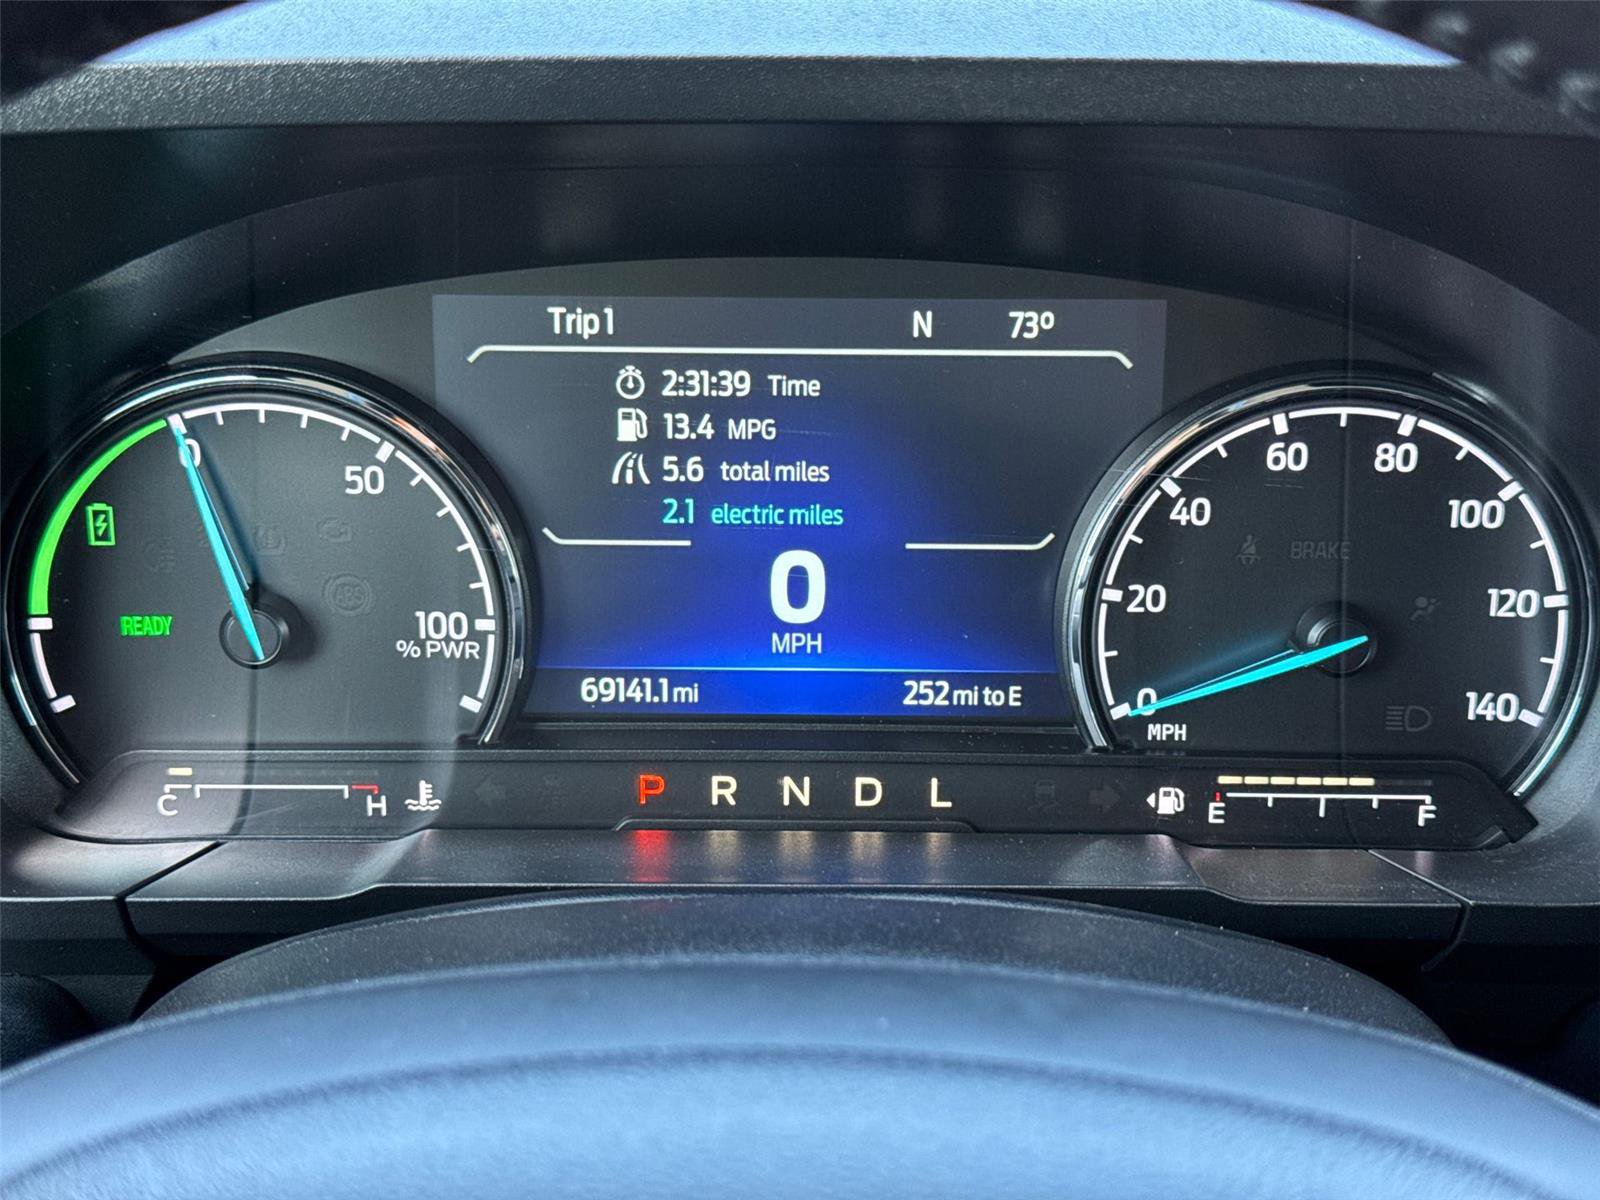 Trip 1 N 73°
2:31:39 Time
13.4 MPG
5.6 total miles
2.1 electric miles
0
MPH
69141.1 mi 252 mi to E
0
50
100
% PWR
READY
ABS
0
20
40
60
80
100
120
140
MPH
BRAKE
C H
P R N D L
E F